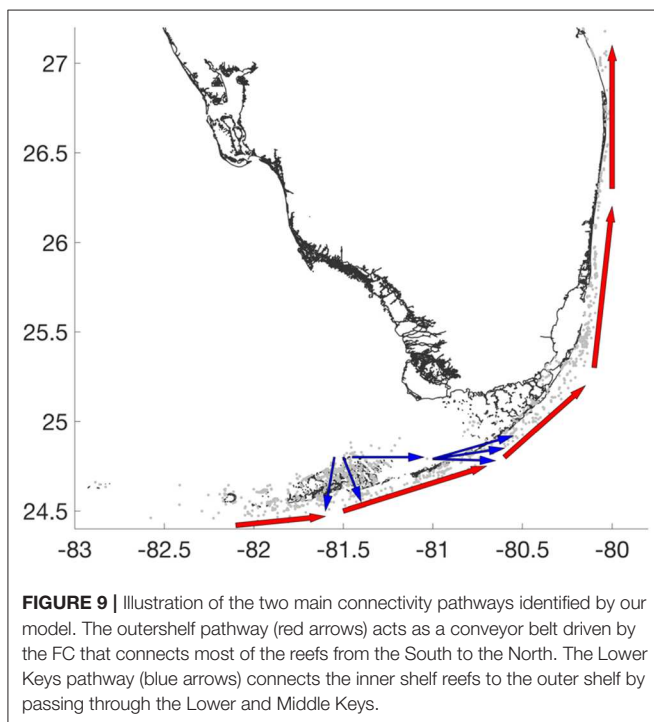 27
26.5
26
25.5
25
24.5
-83
-82.5
-82
-81.5
-81
-80.5
-80
FIGURE 9 | Illustration of the two main connectivity pathways identified by our
model. The outershelf pathway (red arrows) acts as a conveyor belt driven by
the FC that connects most of the reefs from the South to the North. The Lower
Keys pathway (blue arrows) connects the inner shelf reefs to the outer shelf by
passing through the Lower and Middle Keys.